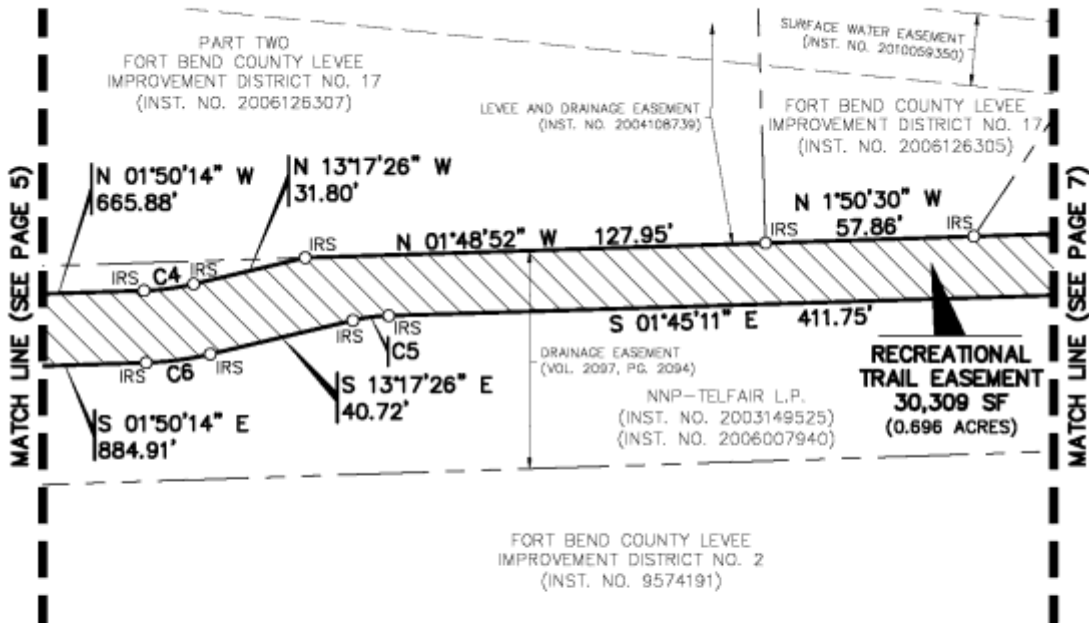 PART TWO
FORT BEND COUNTY LEVEE
IMPROVEMENT DISTRICT NO. 17
(INST. NO. 2006126307)
SURFACE WATER EASEMENT
(INST. NO. 2010059350)
LEVEE AND DRAINAGE EASEMENT
(INST. NO. 2004108739)
FORT BEND COUNTY LEVEE
IMPROVEMENT DISTRICT NO. 17
(INST. NO. 2006126305)
MATCH LINE (SEE PAGE 5)
N 01°50'14" W
665.88'
N 13°17'26" W
31.80'
N 1°50'30" W
57.86'
IRS
IRS
IRS
N 01°48'52" W 127.95'
IRS
C4
IRS
S 01°45'11" E 411.75'
IRS
IRS
C5
IRS
C6
IRS
S 01°50'14" E
884.91'
S 13°17'26" E
40.72'
DRAINAGE EASEMENT
(VOL. 2097, PG. 2094)
NNP-TELFAIR L.P.
(INST. NO. 2003149525)
(INST. NO. 2006007940)
RECREATIONAL
TRAIL EASEMENT
30,309 SF
(0.696 ACRES)
MATCH LINE (SEE PAGE 7)
FORT BEND COUNTY LEVEE
IMPROVEMENT DISTRICT NO. 2
(INST. NO. 9574191)